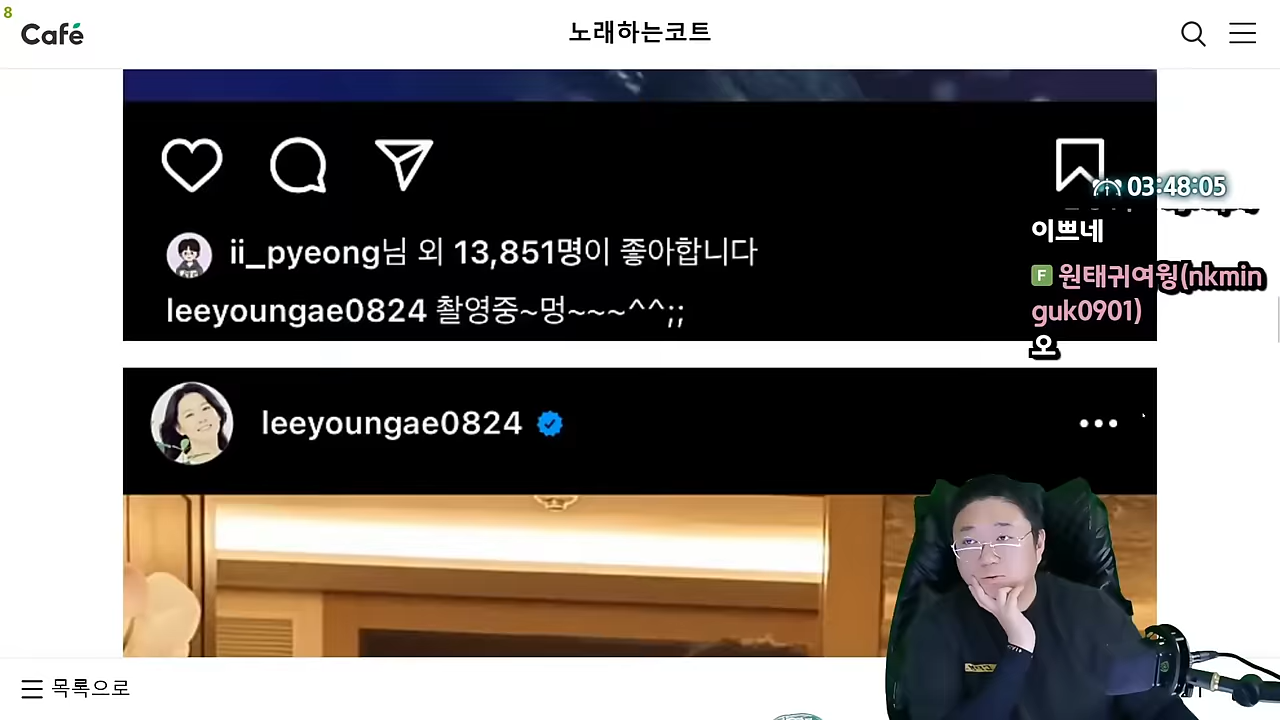 8
Café
노래하는코트
03:48:05
ii_pyeong님 외 13,851명이 좋아합니다
leeyoungae0824 촬영중~멍~~~^^;;
이쁘네
F 원태귀여웡(nkmin
guk0901)
오
leeyoungae0824
목록으로